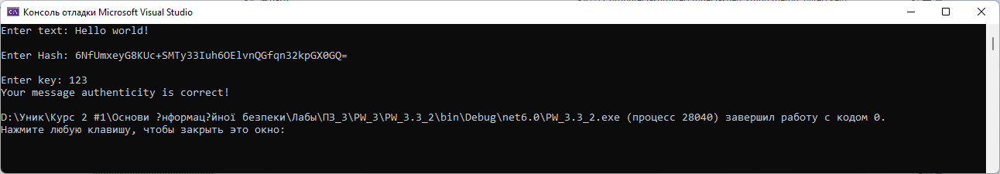 Консоль отладки Microsoft Visual Studio
Enter text: Hello world!
Enter Hash: 6NfUmxeyG8KUc+SMTy33Iuh6OElvnQGfqn32kpGX0GQ=
Enter key: 123
Your message authenticity is correct!
D:\Уник\Курс 2 #1\Основи ?нформац?йної безпеки\Лабы\ПЗ_3\PW_3\PW_3.3_2\bin\Debug\net6.0\PW_3.3_2.exe (процесс 28040) завершил работу с кодом 0.
Нажмите любую клавишу, чтобы закрыть это окно: